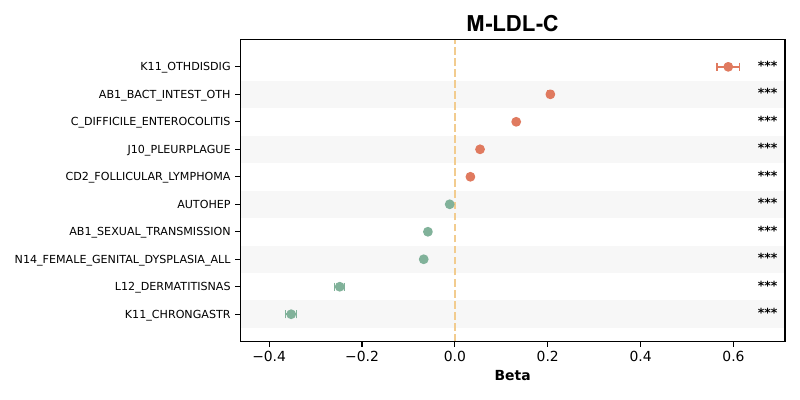 M-LDL-C
K11_OTHDISDIG ***
AB1_BACT_INTEST_OTH ***
C_DIFFICILE_ENTEROCOLITIS ***
J10_PLEURPLAGUE ***
CD2_FOLLICULAR_LYMPHOMA ***
AUTOHEP ***
AB1_SEXUAL_TRANSMISSION ***
N14_FEMALE_GENITAL_DYSPLASIA_ALL ***
L12_DERMATITISNAS ***
K11_CHRONGASTR ***
−0.4 −0.2 0.0 0.2 0.4 0.6
Beta